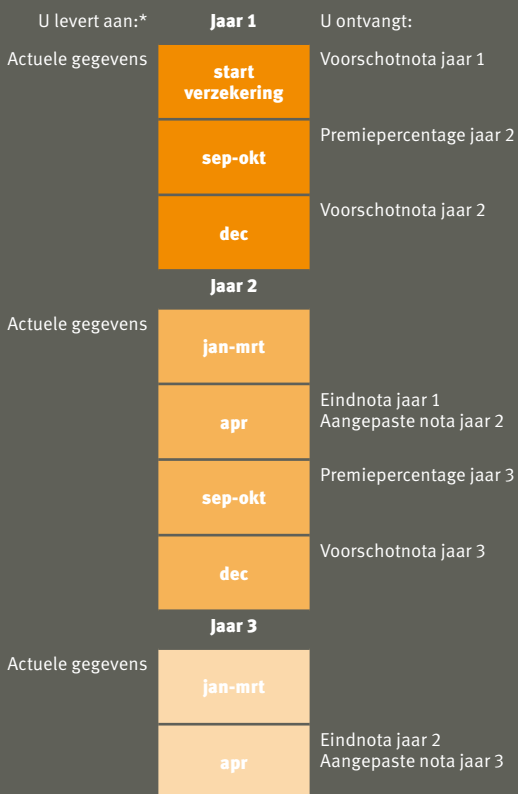 U levert aan:*
Jaar 1
U ontvangt:
Actuele gegevens
start
verzekering
Voorschotnota jaar 1
sep-okt
Premiepercentage jaar 2
dec
Voorschotnota jaar 2
Jaar 2
Actuele gegevens
jan-mrt
apr
Eindnota jaar 1
Aangepaste nota jaar 2
sep-okt
Premiepercentage jaar 3
dec
Voorschotnota jaar 3
Jaar 3
Actuele gegevens
jan-mrt
apr
Eindnota jaar 2
Aangepaste nota jaar 3